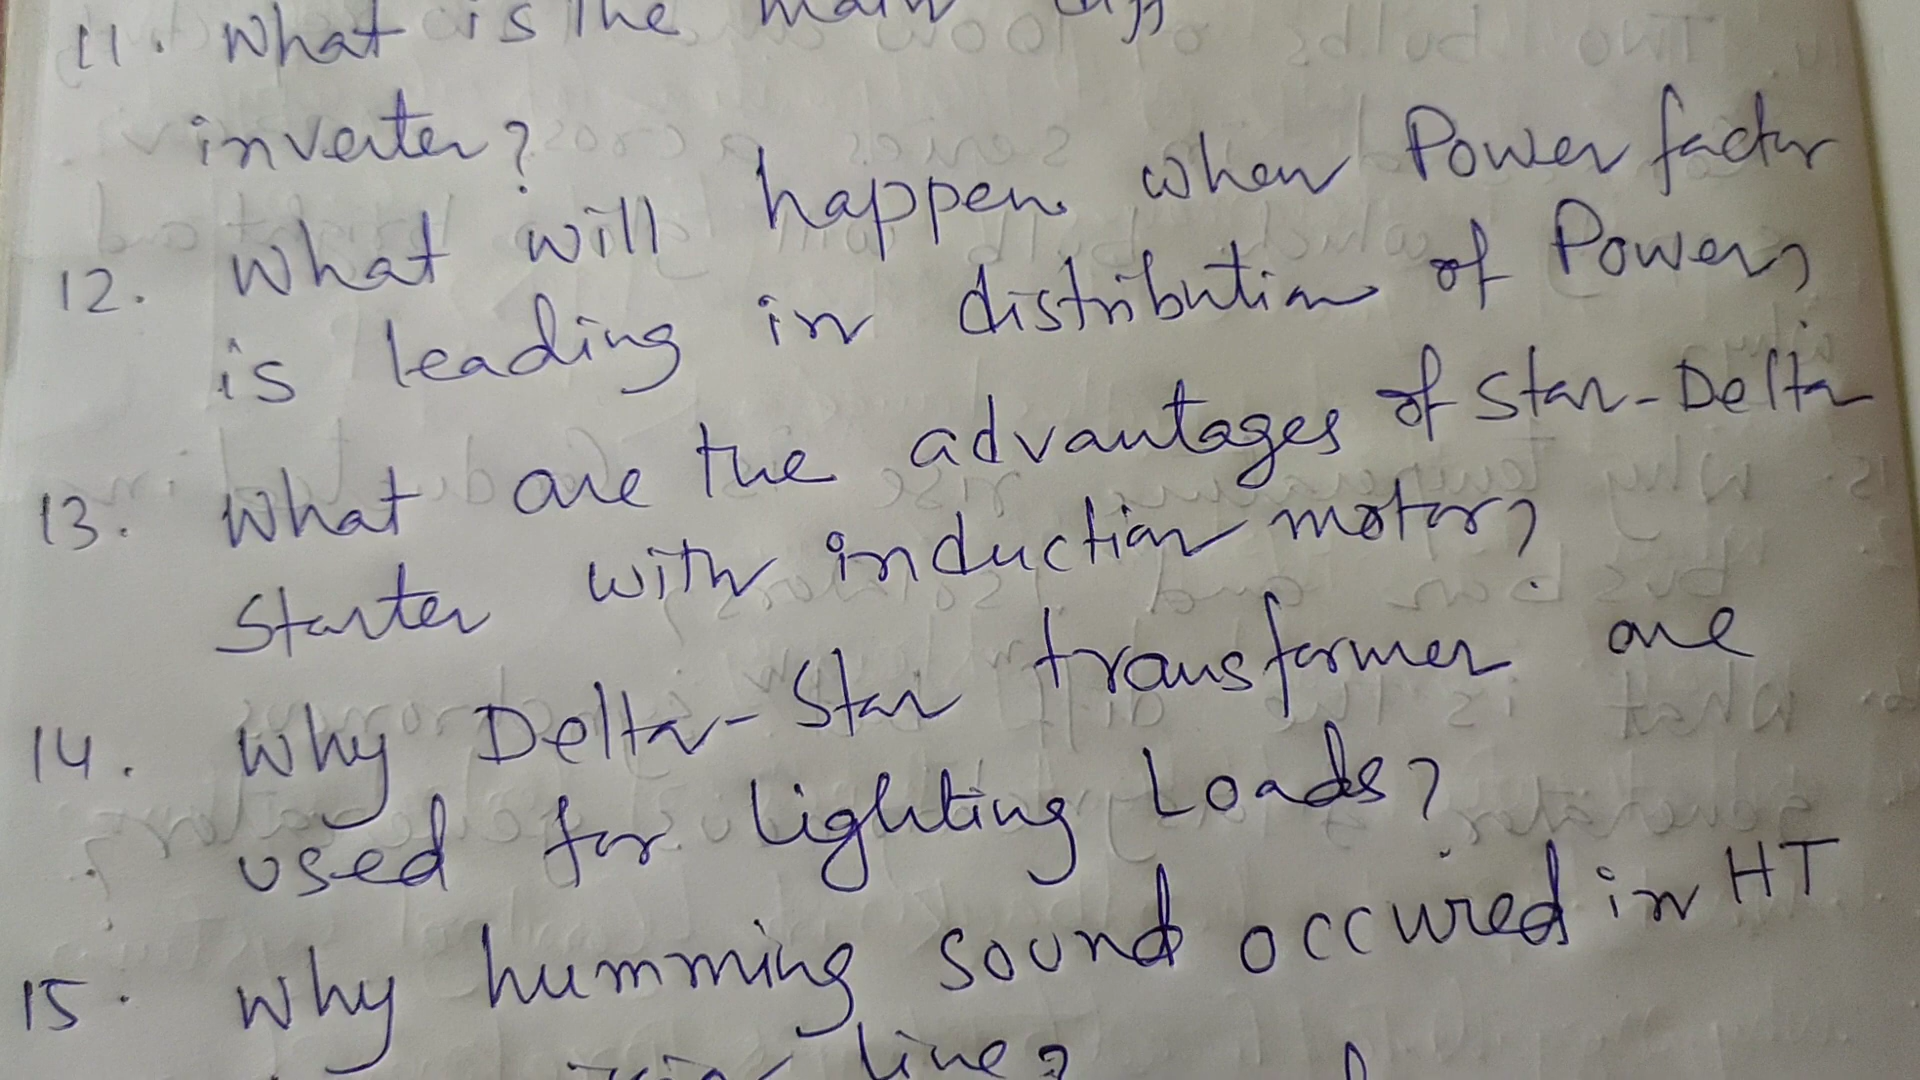 11. What is the main diff
inverter?
12. What will happen when Power factor
is leading in distribution of Power?
13. What are the advantages of Star-Delta
Starter with induction motor?
14. Why Delta-Star transformer are
used for lighting Loads?
15. Why humming sound occured in HT
line?